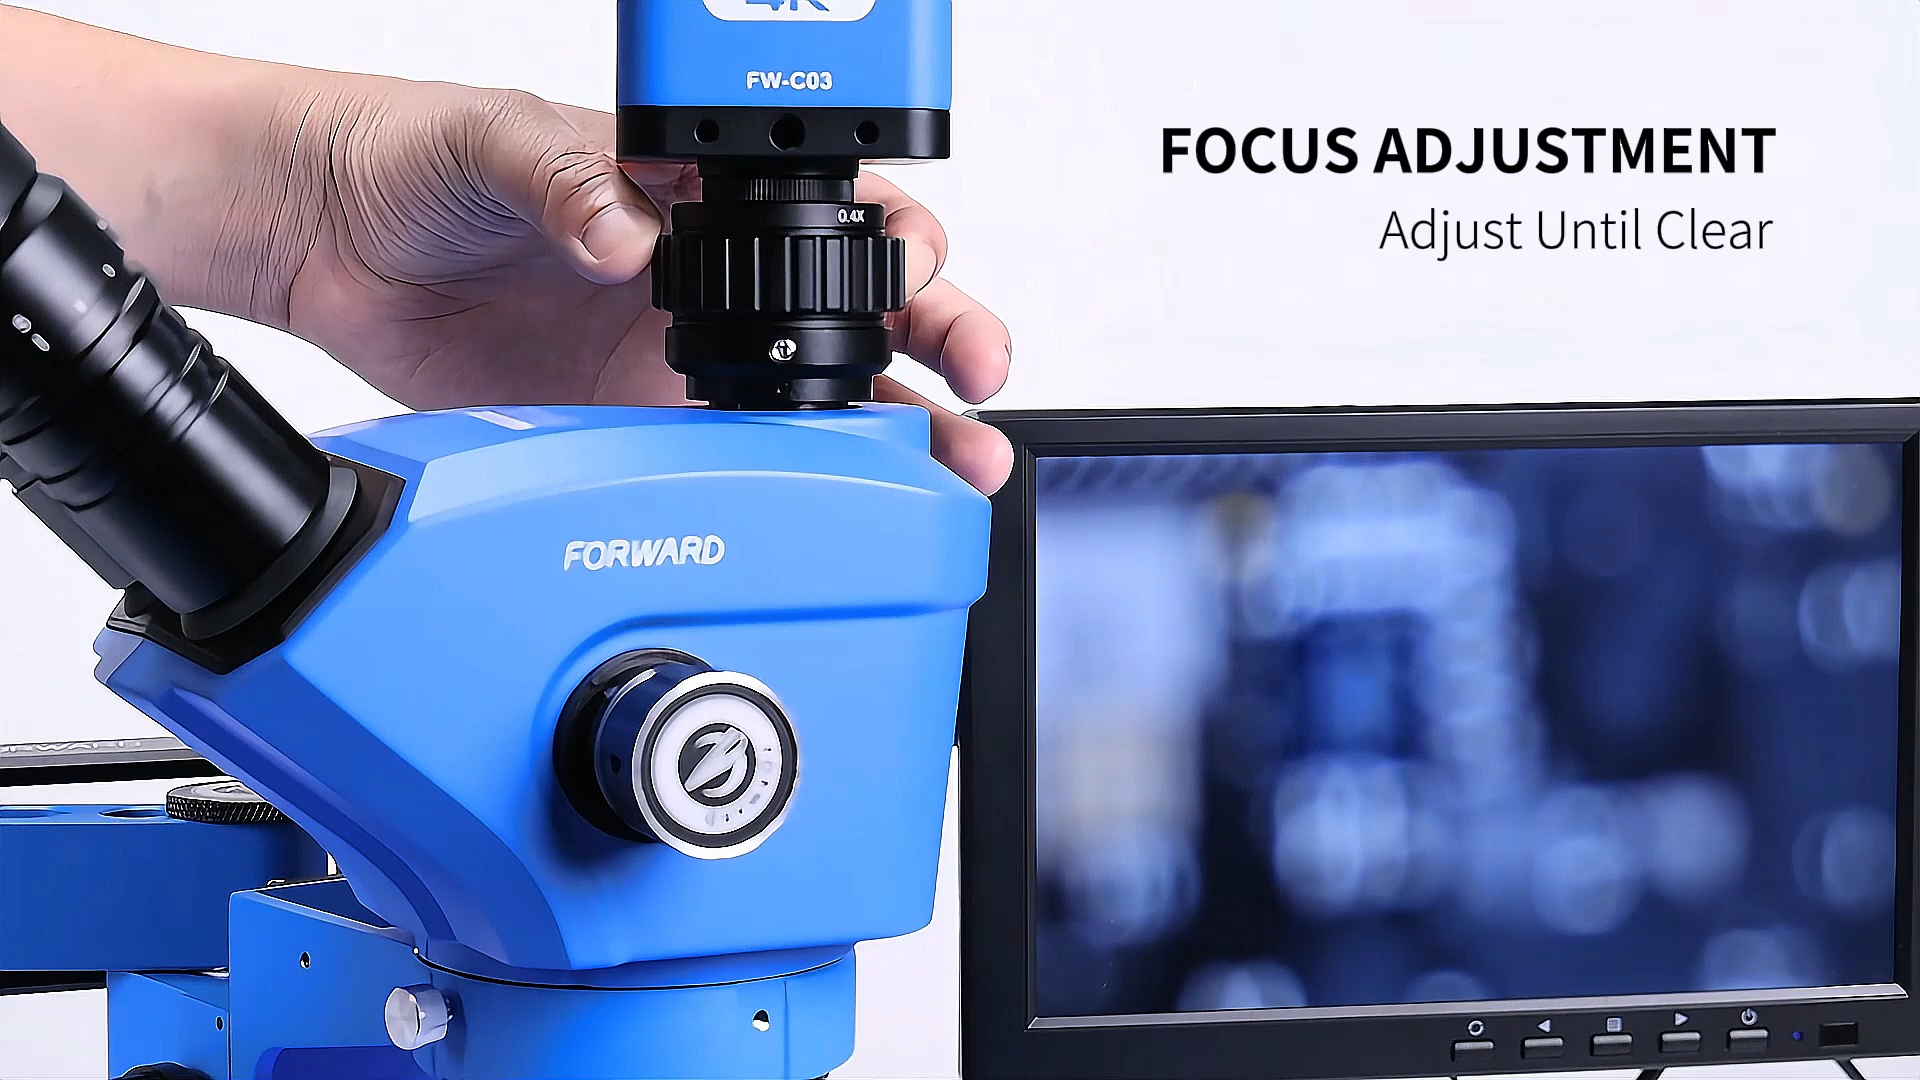 4K
FW-C03
FOCUS ADJUSTMENT
Adjust Until Clear
0.4X
FORWARD